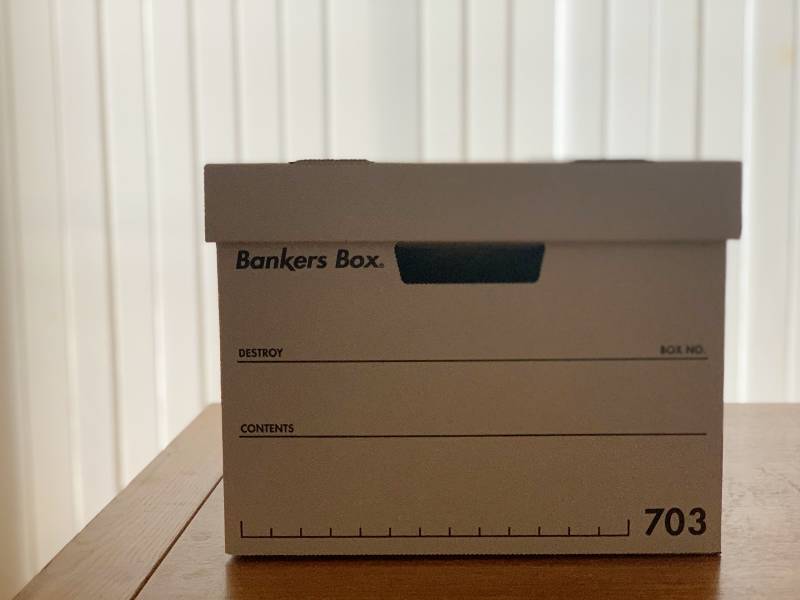 Bankers Box®
DESTROY BOX NO.
CONTENTS
703